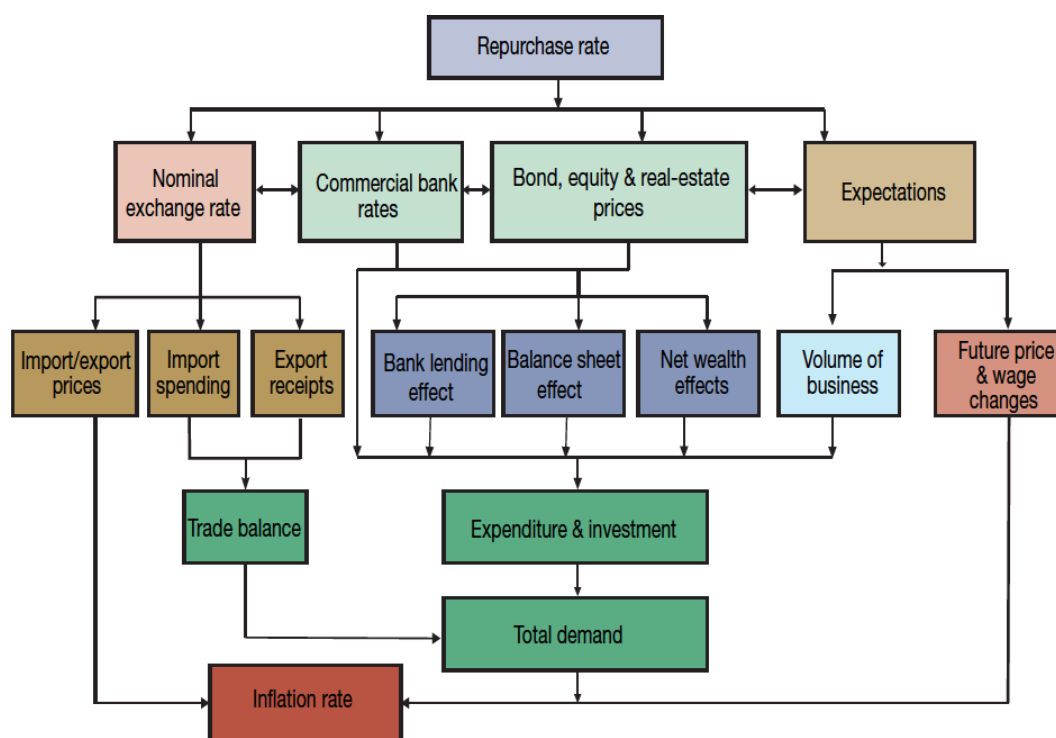 Repurchase rate
Nominal
exchange rate
Commercial bank
rates
Bond, equity & real-estate
prices
Expectations
Import/export
prices
Import
spending
Export
receipts
Bank lending
effect
Balance sheet
effect
Net wealth
effects
Volume of
business
Future price
& wage
changes
Trade balance
Expenditure & investment
Total demand
Inflation rate